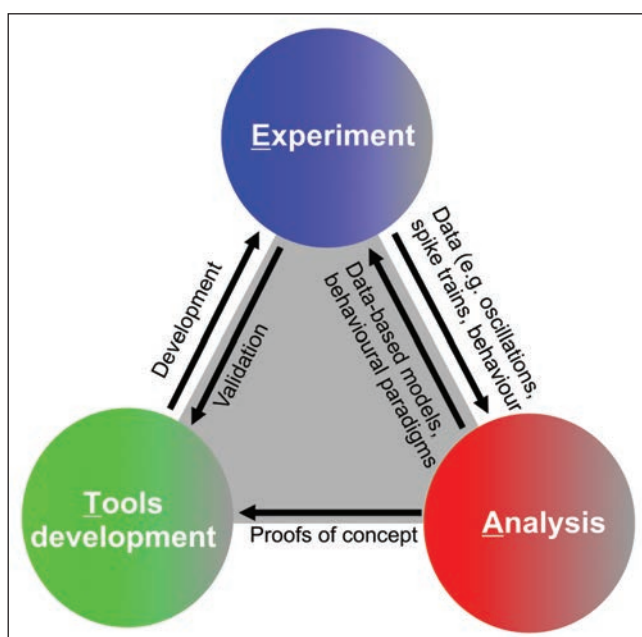 Experiment
Development
Validation
Data (e.g. oscillations,
spike trains, behaviour
Data-based models,
behavioural paradigms
Tools
development
Proofs of concept
Analysis